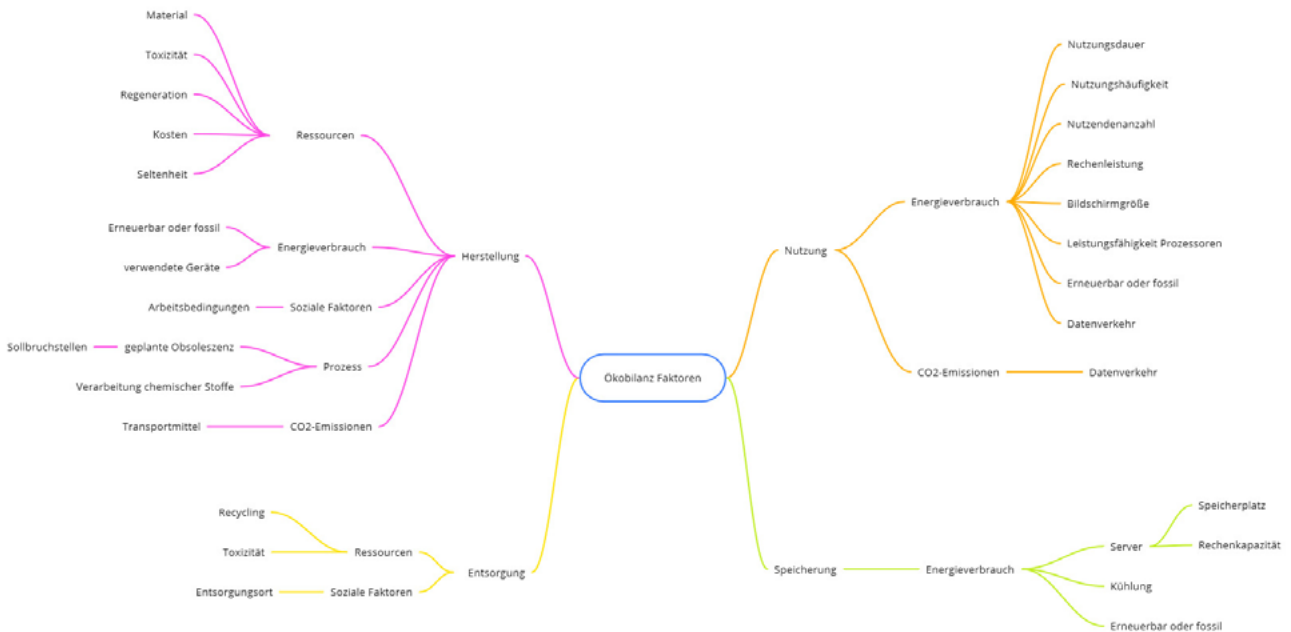 Material
Toxizität
Regeneration
Kosten
Seltenheit
Ressourcen
Erneuerbar oder fossil
verwendete Geräte
Energieverbrauch
Herstellung
Arbeitsbedingungen
Soziale Faktoren
Sollbruchstellen
geplante Obsoleszenz
Verarbeitung chemischer Stoffe
Prozess
Transportmittel
CO2-Emissionen
Recycling
Toxizität
Ressourcen
Entsorgung
Entsorgungsort
Soziale Faktoren
Ökobilanz Faktoren
Nutzung
Energieverbrauch
Nutzungsdauer
Nutzungshäufigkeit
Nutzendenanzahl
Rechenleistung
Bildschirmgröße
Leistungsfähigkeit Prozessoren
Erneuerbar oder fossil
Datenverkehr
CO2-Emissionen
Datenverkehr
Speicherung
Energieverbrauch
Server
Speicherplatz
Rechenkapazität
Kühlung
Erneuerbar oder fossil